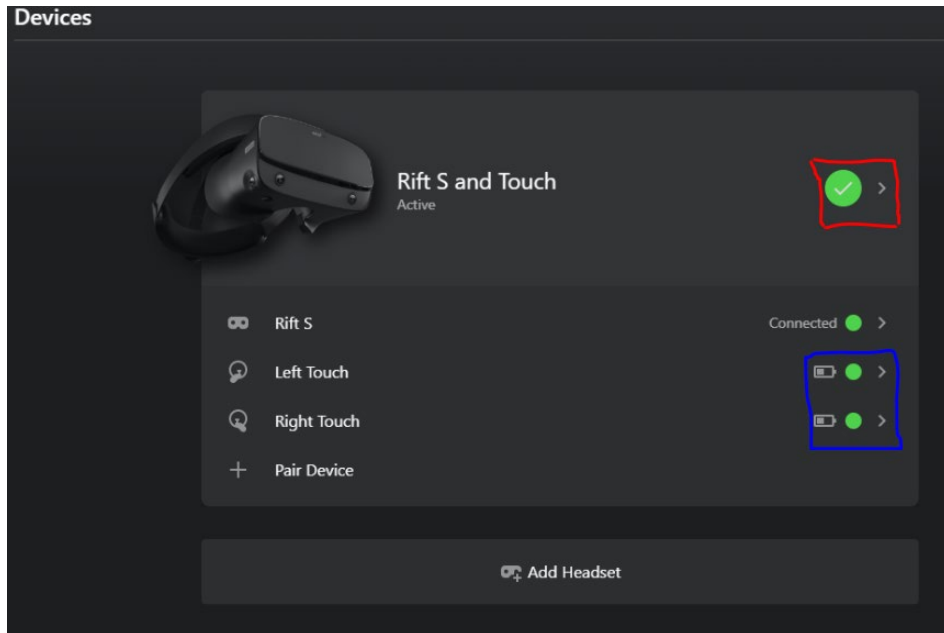 Devices
Rift S and Touch
Active
Rift S
Connected
Left Touch
Right Touch
Pair Device
Add Headset